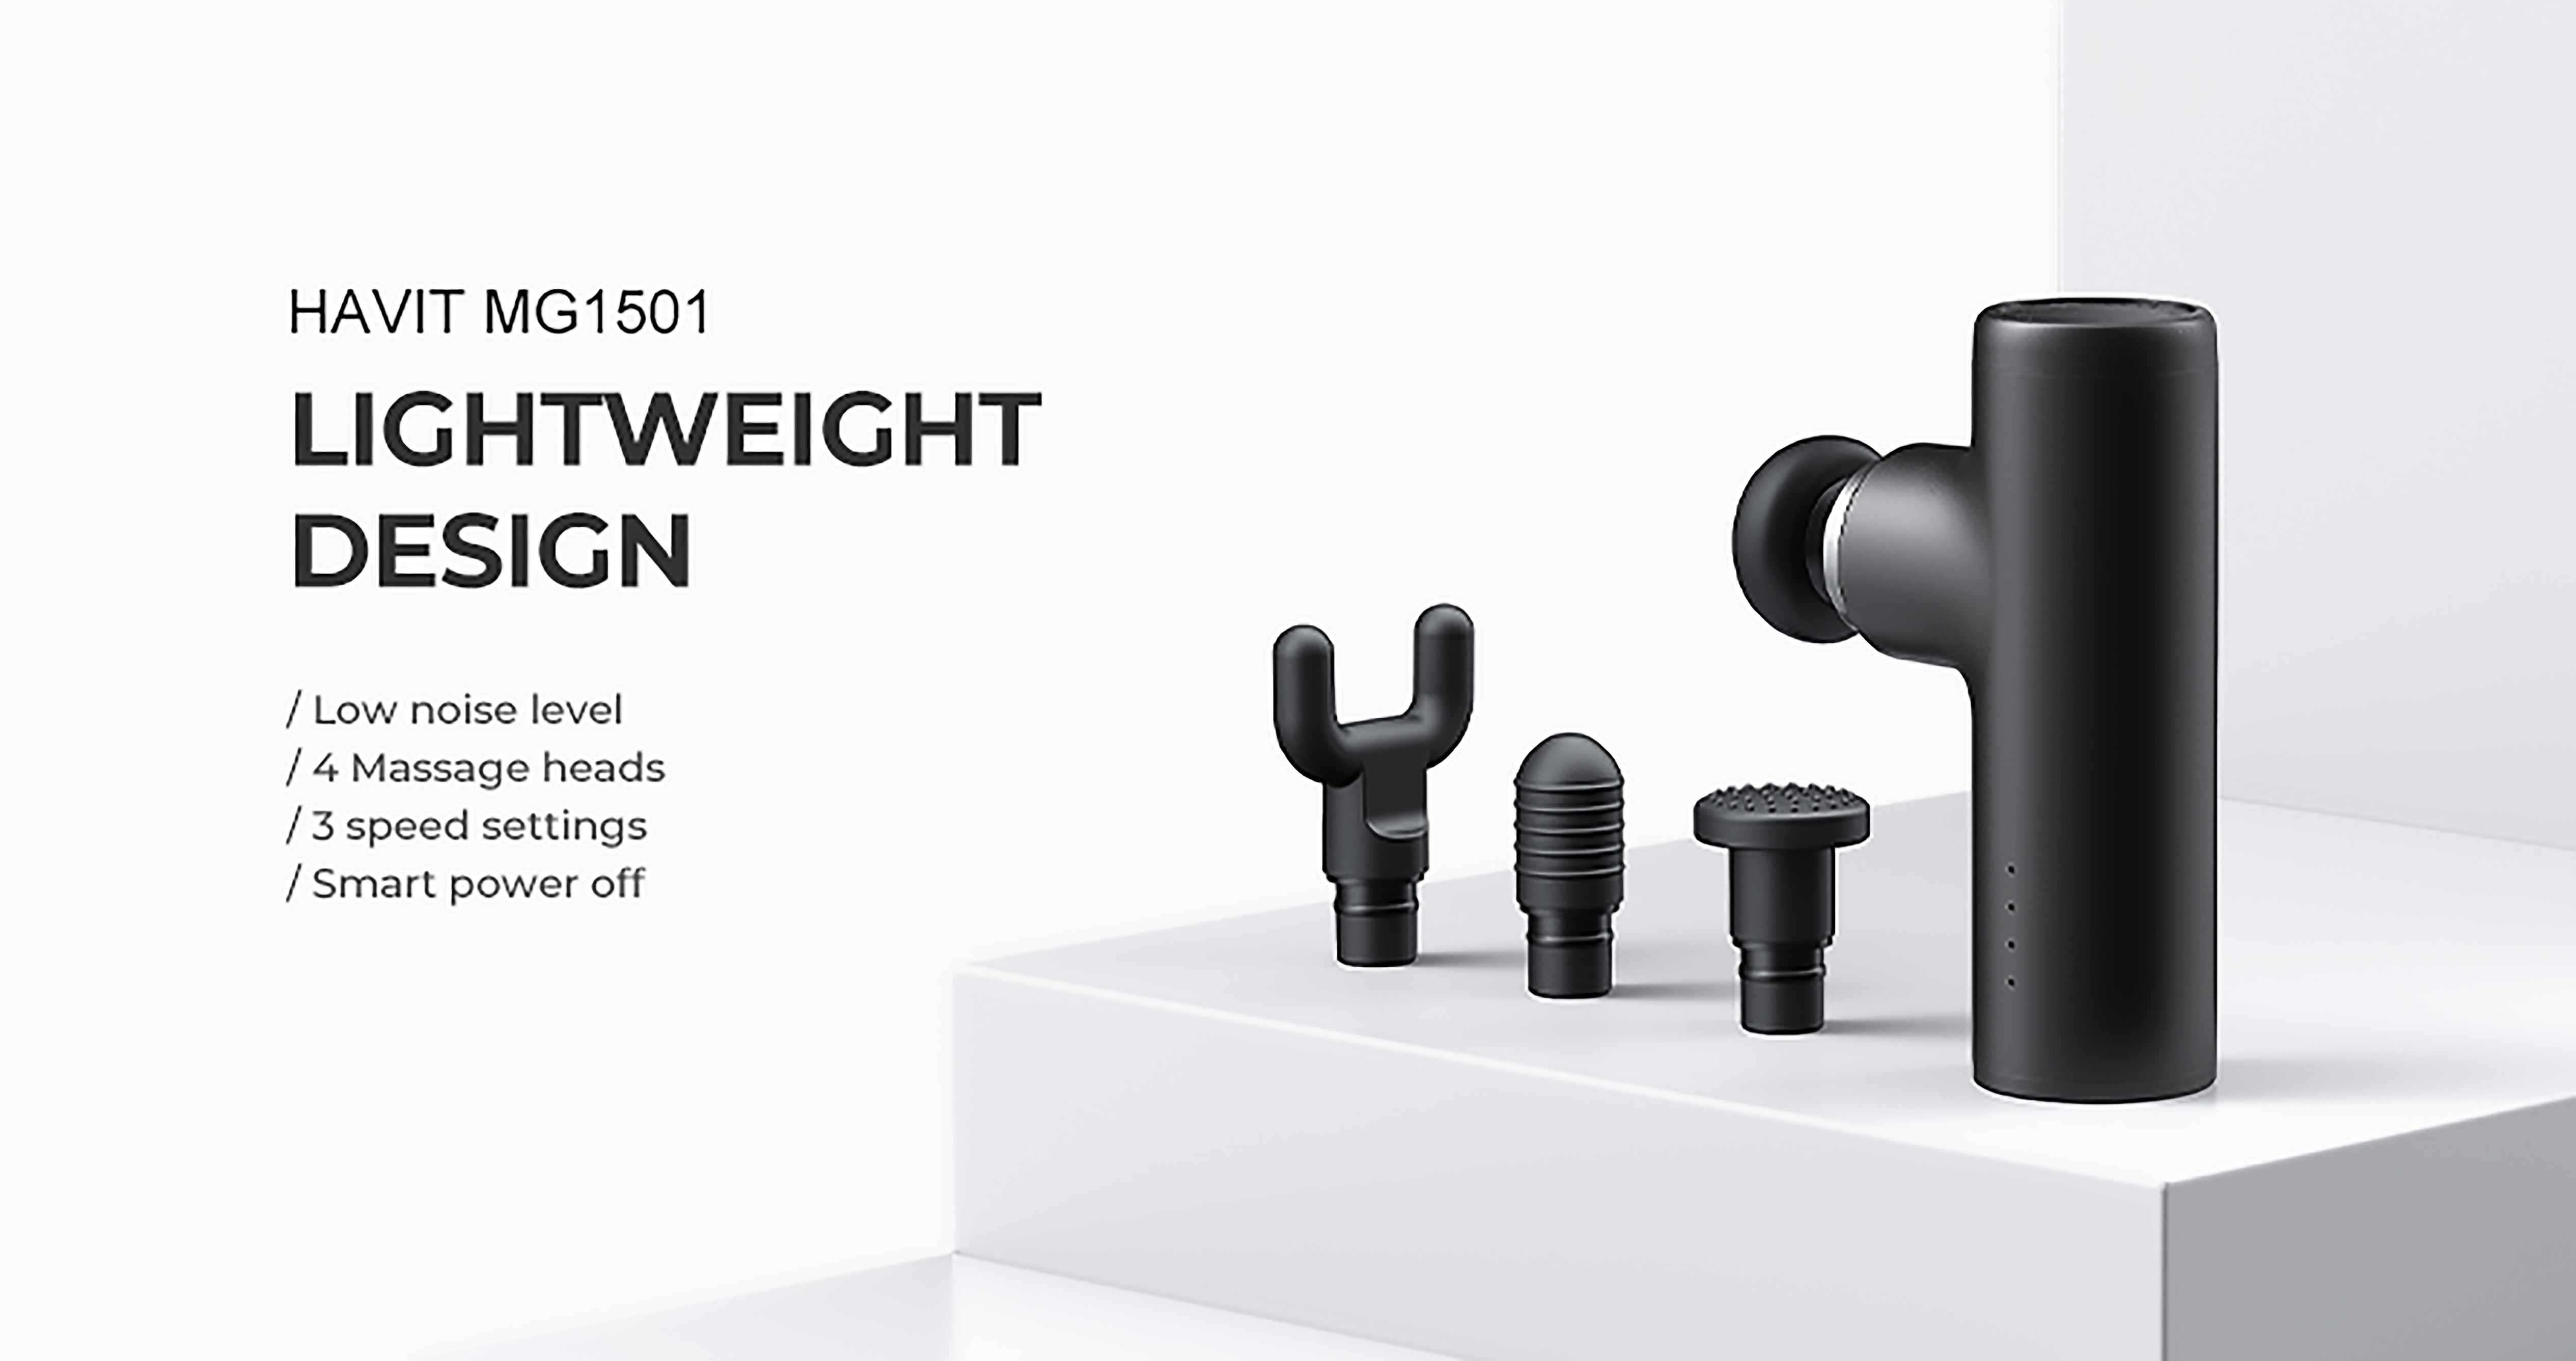 HAVIT MG1501
LIGHTWEIGHT
DESIGN
/ Low noise level
/ 4 Massage heads
/ 3 speed settings
/ Smart power off